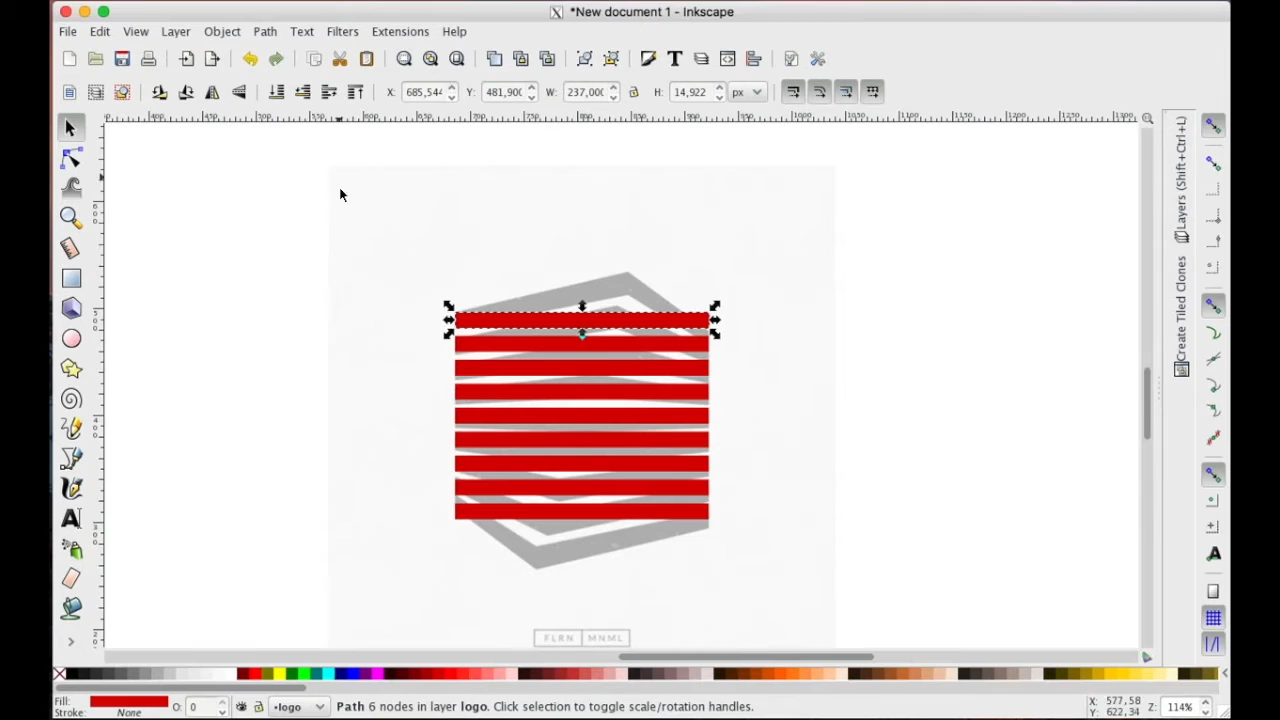 *New document 1 - Inkscape
File Edit View Layer Object Path Text Filters Extensions Help
X: 685,544 Y: 481,900 W: 237,000 H: 14,922 px
Layers (Shift+Ctrl+L)
Create Tiled Clones
FLRN MNML
Fill: O: 0 •logo Path 6 nodes in layer logo. Click selection to toggle scale/rotation handles. X: 577,58 Z: 114%
Stroke: None Y: 622,34